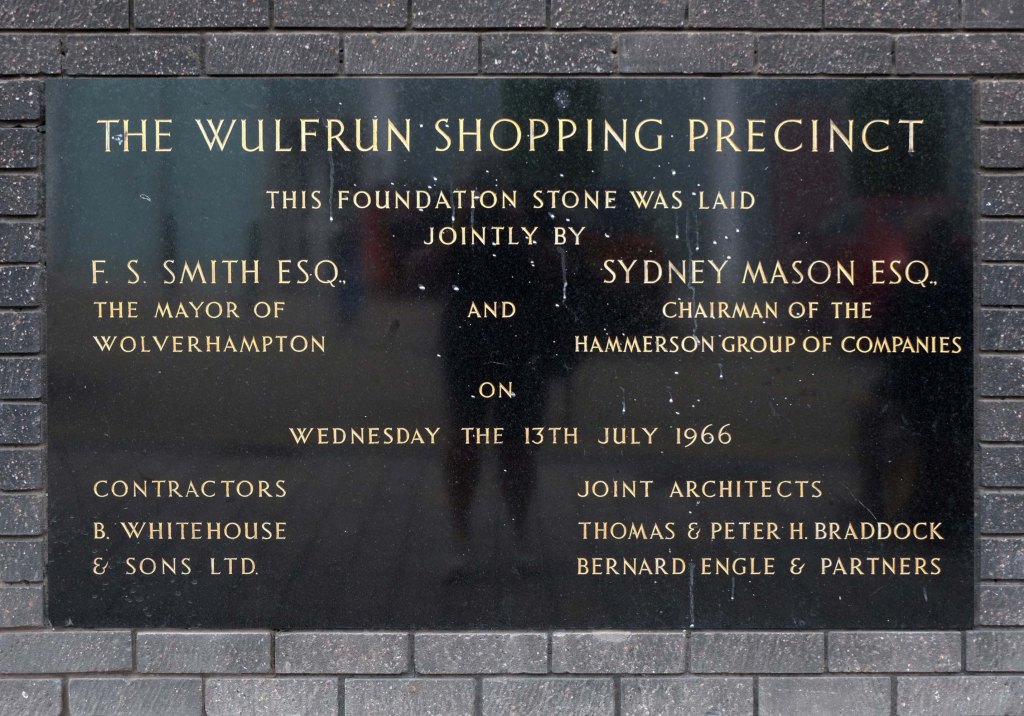 THE WULFRUN SHOPPING PRECINCT
THIS FOUNDATION STONE WAS LAID
JOINTLY BY
F. S. SMITH ESQ., SYDNEY MASON ESQ.,
THE MAYOR OF AND CHAIRMAN OF THE
WOLVERHAMPTON HAMMERSON GROUP OF COMPANIES
ON
WEDNESDAY THE 13TH JULY 1966
CONTRACTORS JOINT ARCHITECTS
B. WHITEHOUSE THOMAS & PETER H. BRADDOCK
& SONS LTD. BERNARD ENGLE & PARTNERS